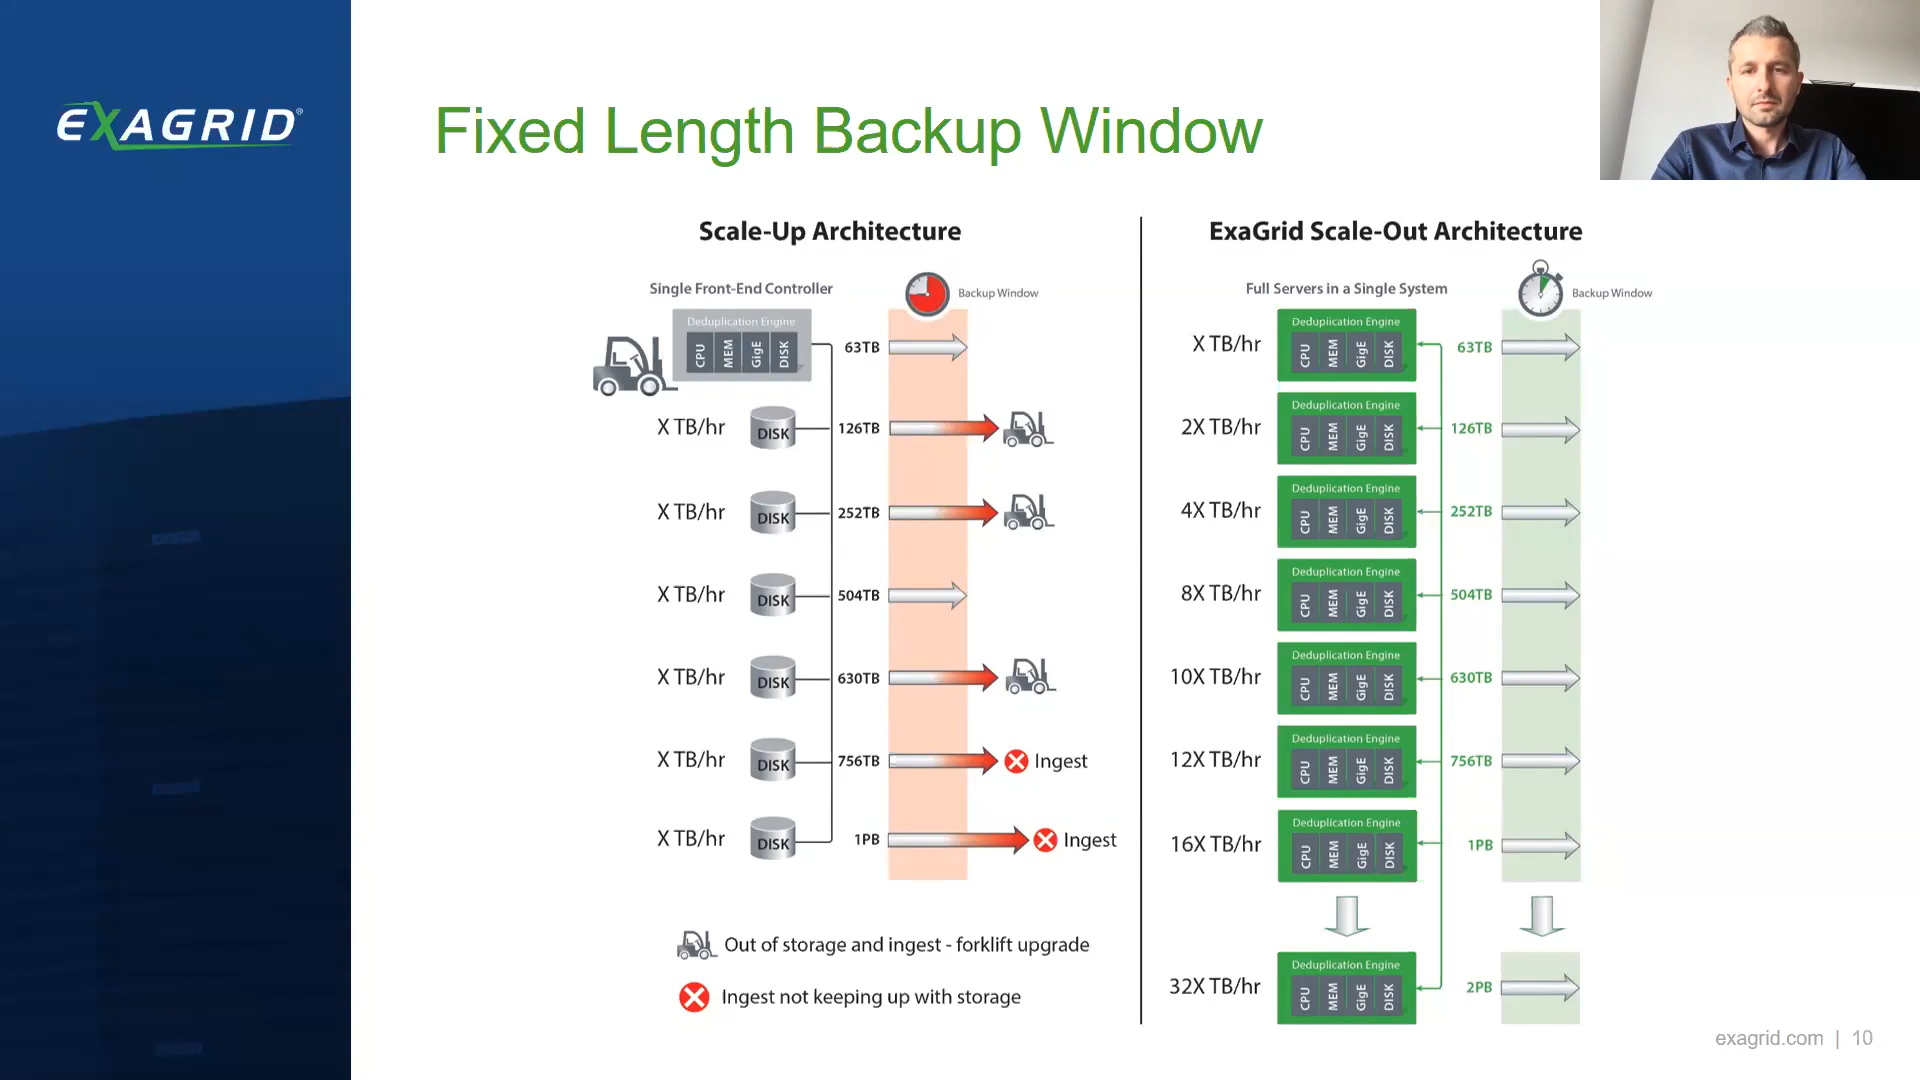 EXAGRID®
Fixed Length Backup Window
Scale-Up Architecture
Single Front-End Controller
Backup Window
Deduplication Engine
CPU MEM GigE DISK
63TB
X TB/hr DISK 126TB
X TB/hr DISK 252TB
X TB/hr DISK 504TB
X TB/hr DISK 630TB
X TB/hr DISK 756TB Ingest
X TB/hr DISK 1PB Ingest
Out of storage and ingest - forklift upgrade
Ingest not keeping up with storage
ExaGrid Scale-Out Architecture
Full Servers in a Single System
Backup Window
Deduplication Engine
X TB/hr CPU MEM GigE DISK 63TB
Deduplication Engine
2X TB/hr CPU MEM GigE DISK 126TB
Deduplication Engine
4X TB/hr CPU MEM GigE DISK 252TB
Deduplication Engine
8X TB/hr CPU MEM GigE DISK 504TB
Deduplication Engine
10X TB/hr CPU MEM GigE DISK 630TB
Deduplication Engine
12X TB/hr CPU MEM GigE DISK 756TB
Deduplication Engine
16X TB/hr CPU MEM GigE DISK 1PB
Deduplication Engine
32X TB/hr CPU MEM GigE DISK 2PB
exagrid.com | 10